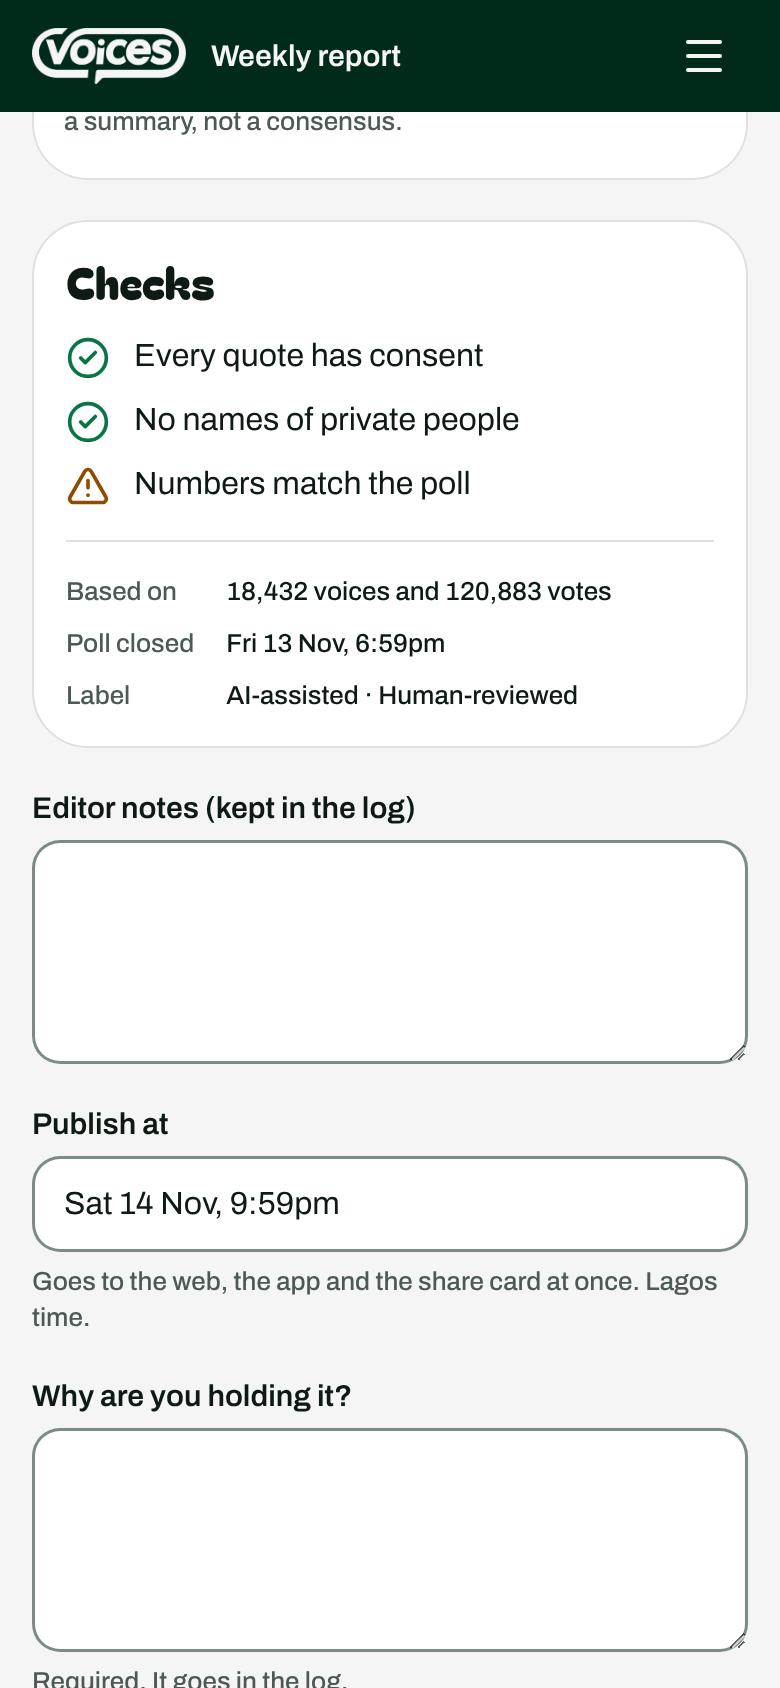 Voices
Weekly report
a summary, not a consensus.
Checks
Every quote has consent
No names of private people
Numbers match the poll
Based on 18,432 voices and 120,883 votes
Poll closed Fri 13 Nov, 6:59pm
Label AI-assisted · Human-reviewed
Editor notes (kept in the log)
Publish at
Sat 14 Nov, 9:59pm
Goes to the web, the app and the share card at once. Lagos
time.
Why are you holding it?
Required. It goes in the log.